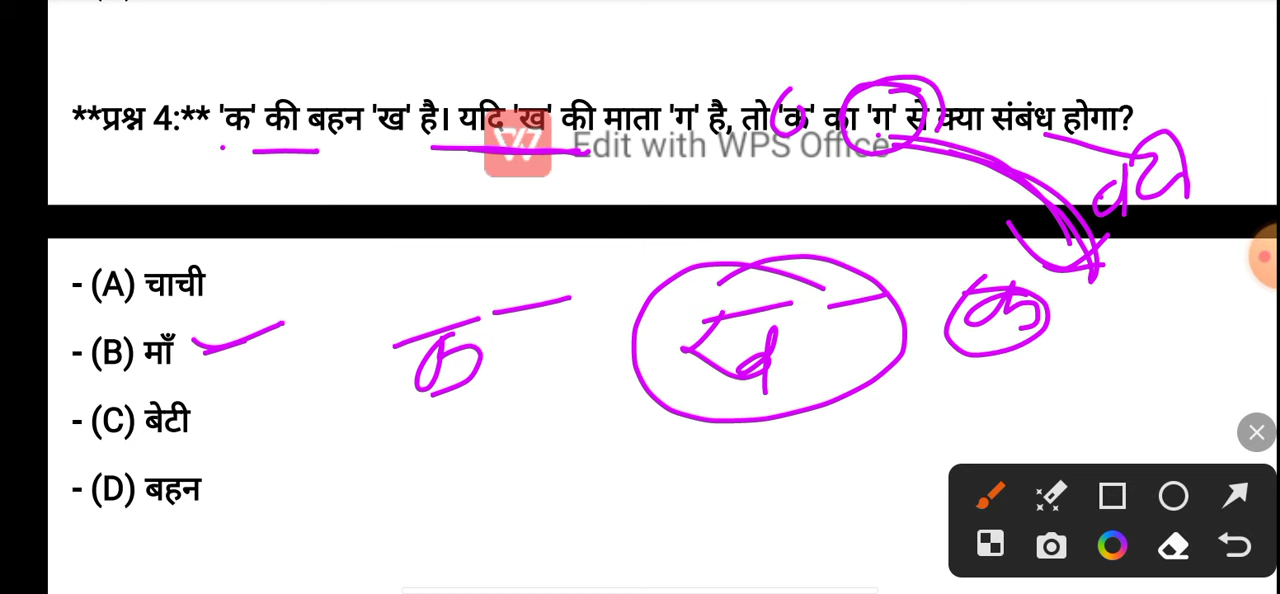 **प्रश्न 4:** 'क' की बहन 'ख' है। यदि 'ख' की माता 'ग' है, तो 'क' का 'ग' से क्या संबंध होगा?
Edit with WPS Office
- (A) चाची
- (B) माँ
- (C) बेटी
- (D) बहन